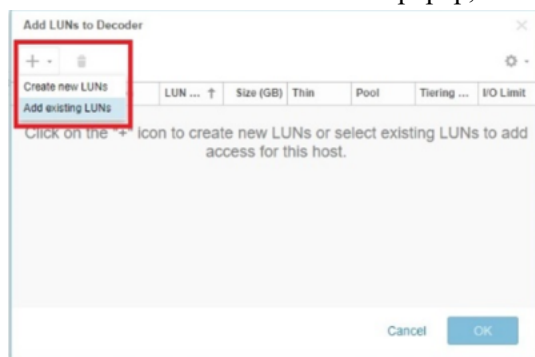 Add LUNs to Decoder
Create new LUNs
Add existing LUNs
LUN ... ↑ Size (GB) Thin Pool Tiering ... I/O Limit
Click on the "+" icon to create new LUNs or select existing LUNs to add
access for this host.
Cancel OK